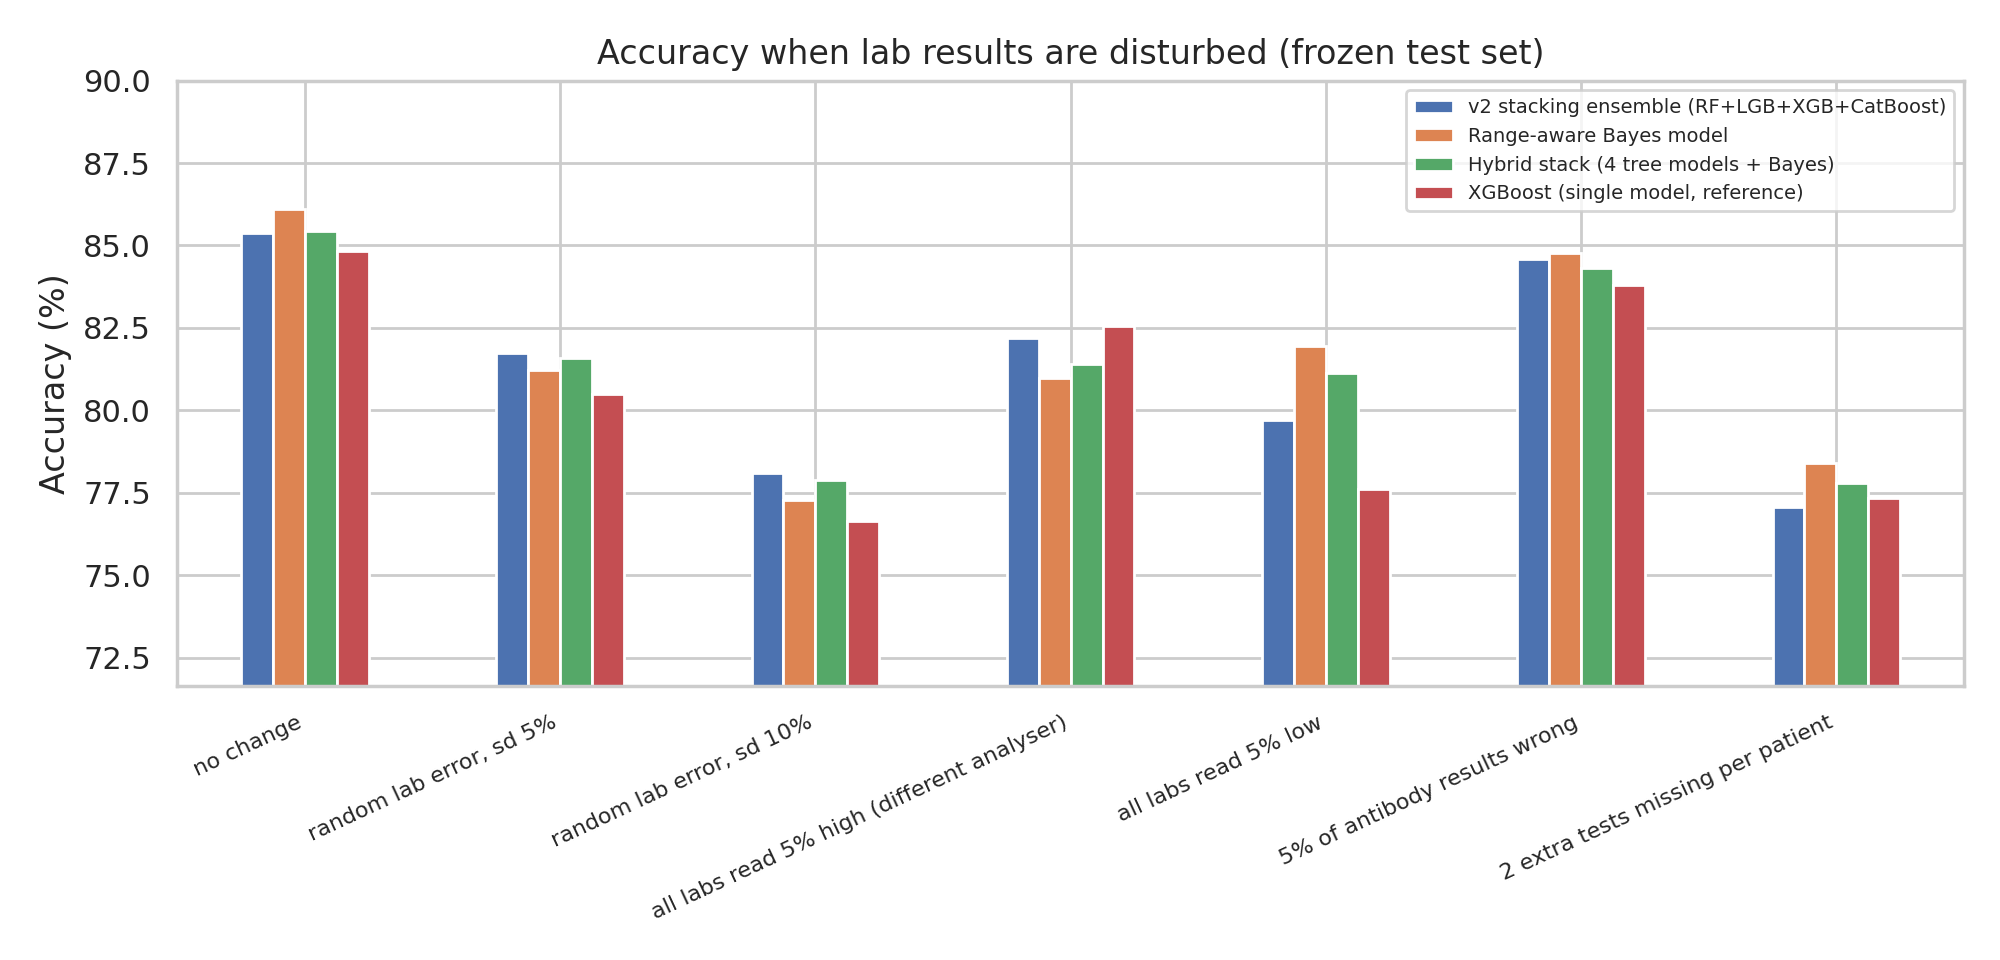 Accuracy when lab results are disturbed (frozen test set)
Accuracy (%)
90.0
87.5
85.0
82.5
80.0
77.5
75.0
72.5
v2 stacking ensemble (RF+LGB+XGB+CatBoost)
Range-aware Bayes model
Hybrid stack (4 tree models + Bayes)
XGBoost (single model, reference)
no change
random lab error, sd 5%
random lab error, sd 10%
all labs read 5% high (different analyser)
all labs read 5% low
5% of antibody results wrong
2 extra tests missing per patient